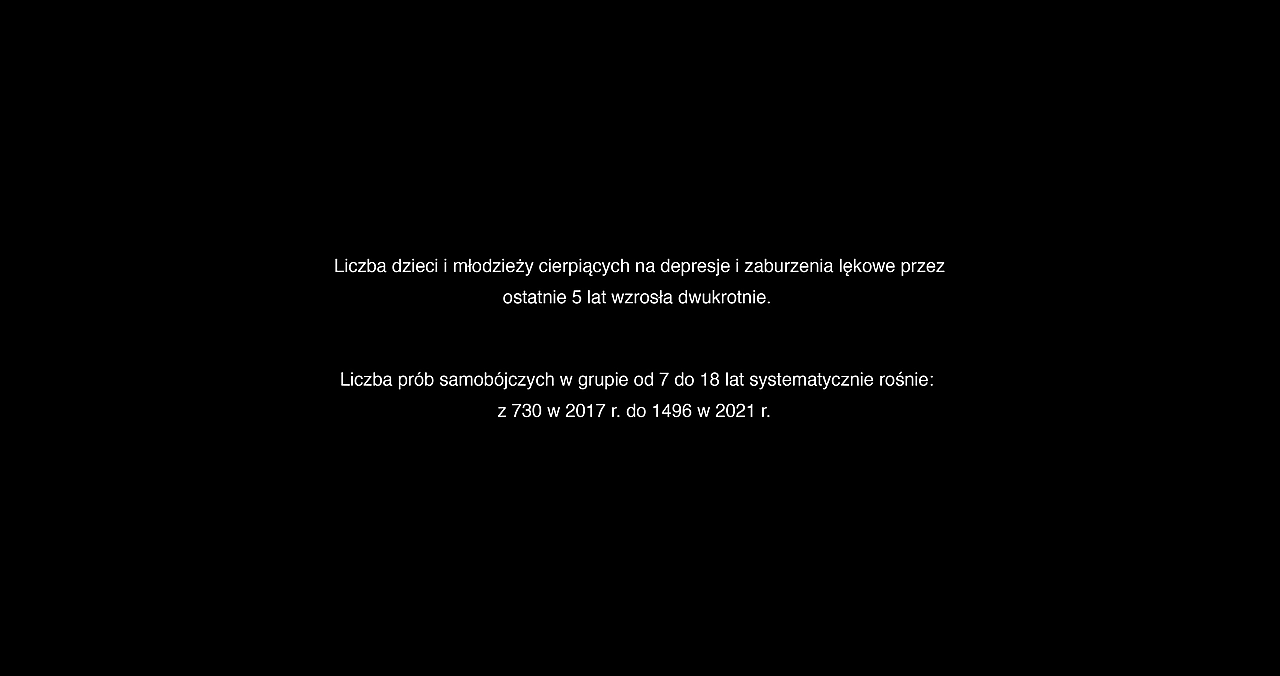 Liczba dzieci i młodzieży cierpiących na depresje i zaburzenia lękowe przez
ostatnie 5 lat wzrosła dwukrotnie.
Liczba prób samobójczych w grupie od 7 do 18 lat systematycznie rośnie:
z 730 w 2017 r. do 1496 w 2021 r.